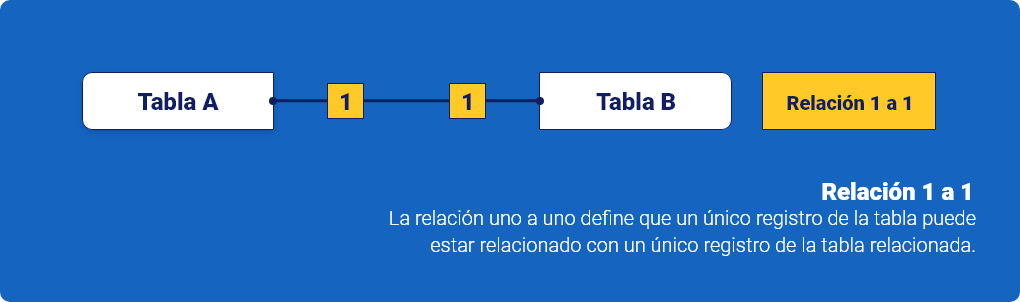 Tabla A
1
1
Tabla B
Relación 1 a 1
Relación 1 a 1
La relación uno a uno define que un único registro de la tabla puede
estar relacionado con un único registro de la tabla relacionada.